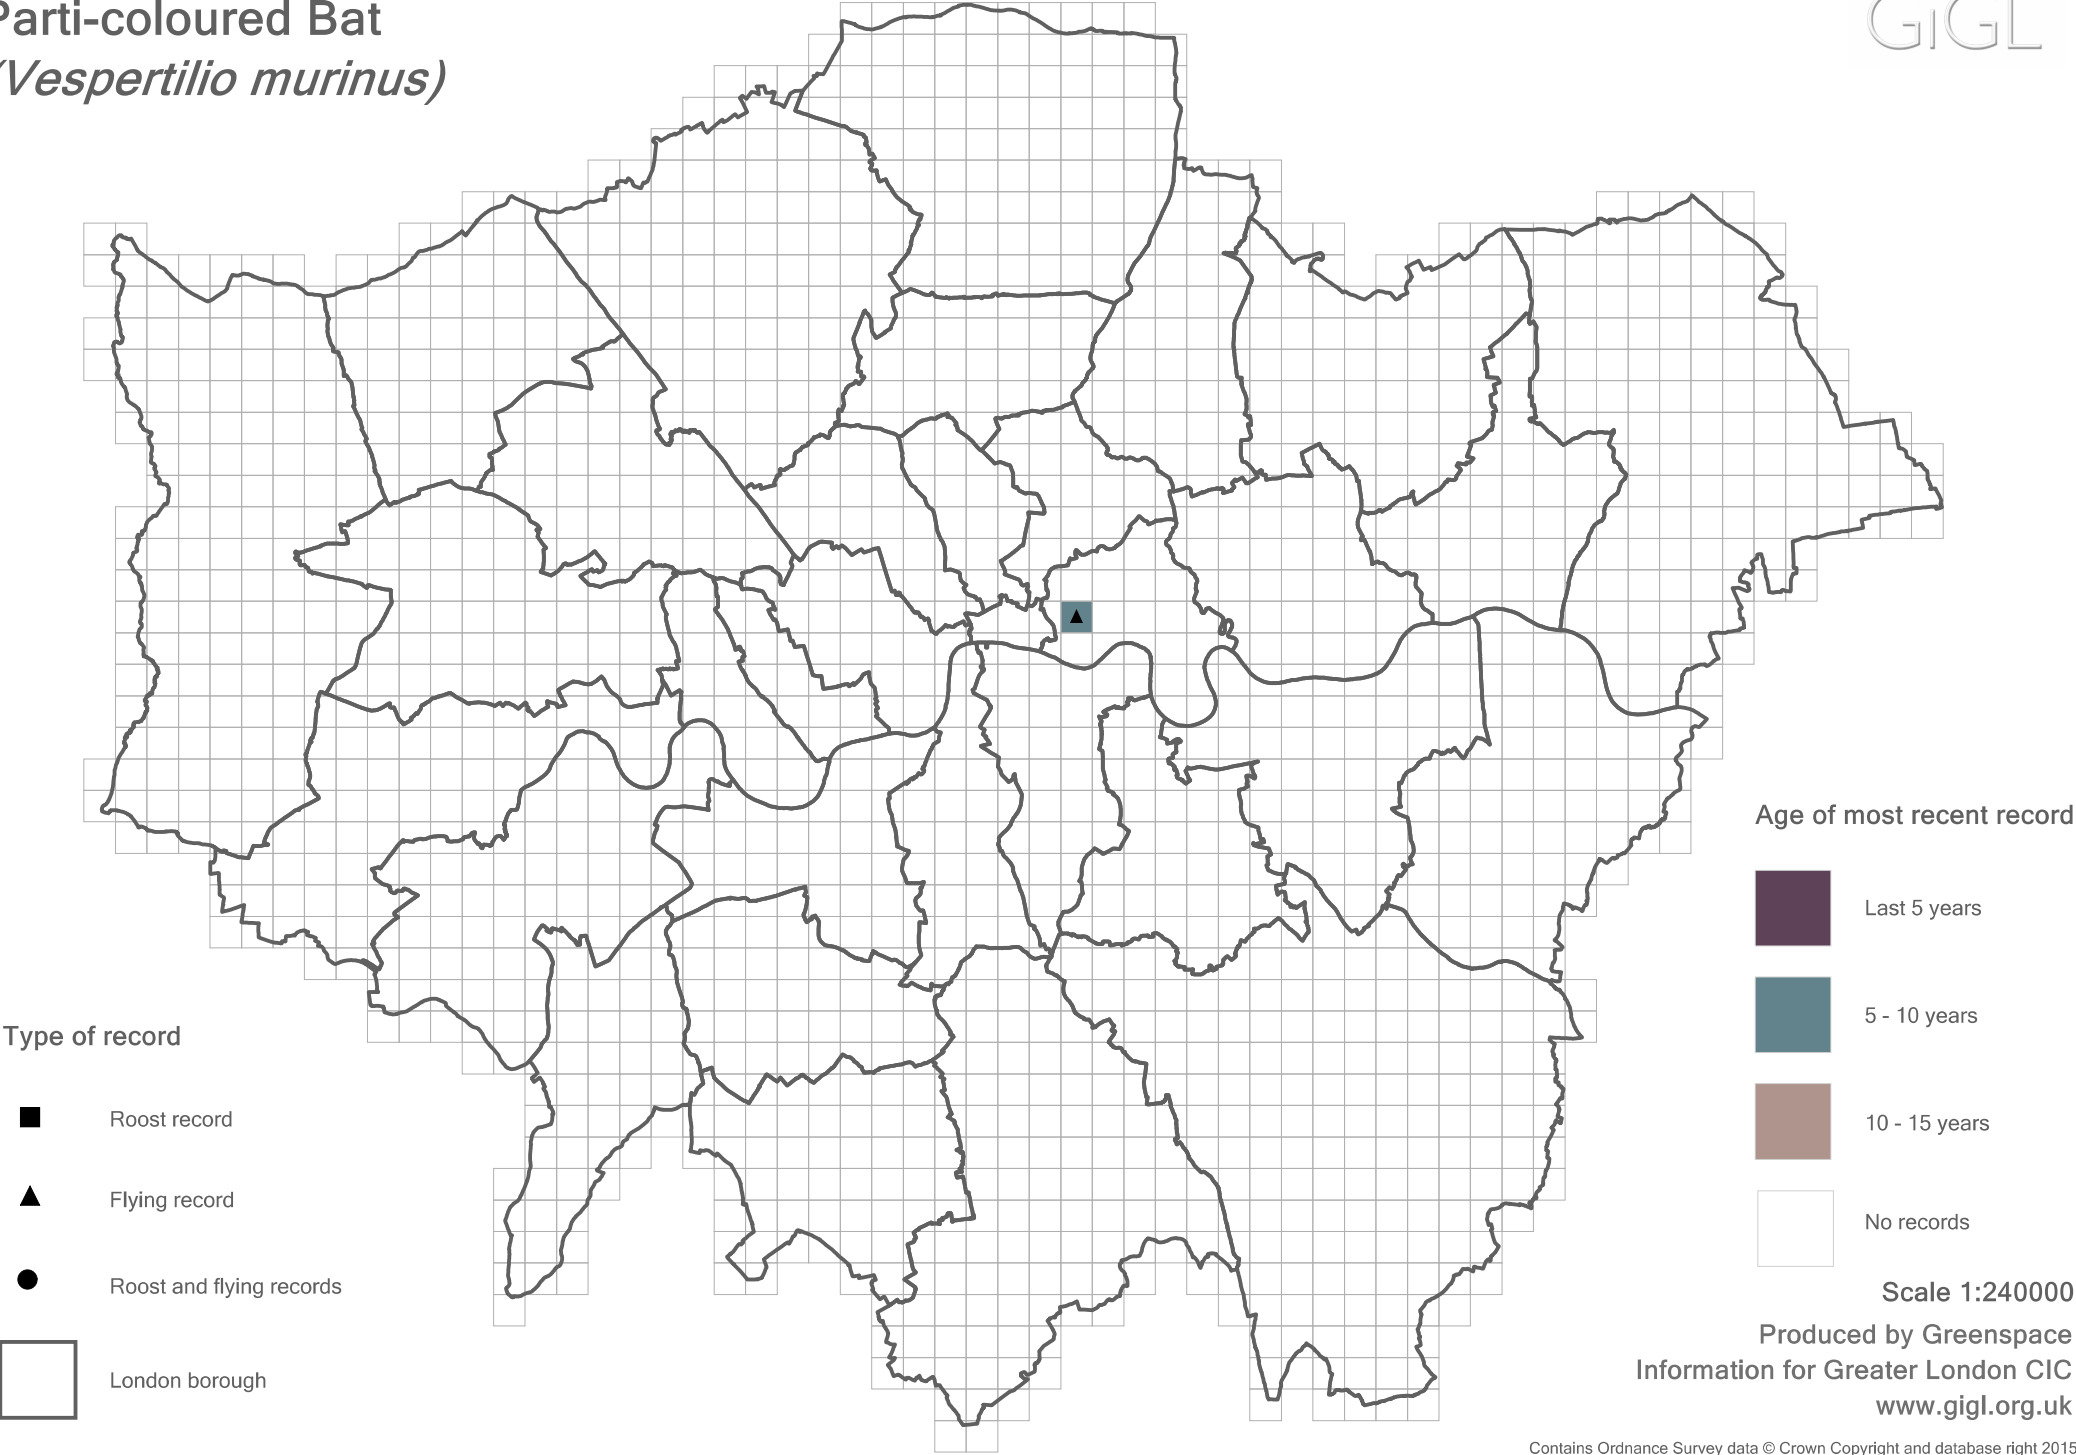 Parti-coloured Bat
(Vespertilio murinus)
GiGL
Age of most recent record
Last 5 years
5 - 10 years
10 - 15 years
No records
Type of record
Roost record
Flying record
Roost and flying records
London borough
Scale 1:240000
Produced by Greenspace
Information for Greater London CIC
www.gigl.org.uk
Contains Ordnance Survey data © Crown Copyright and database right 2015